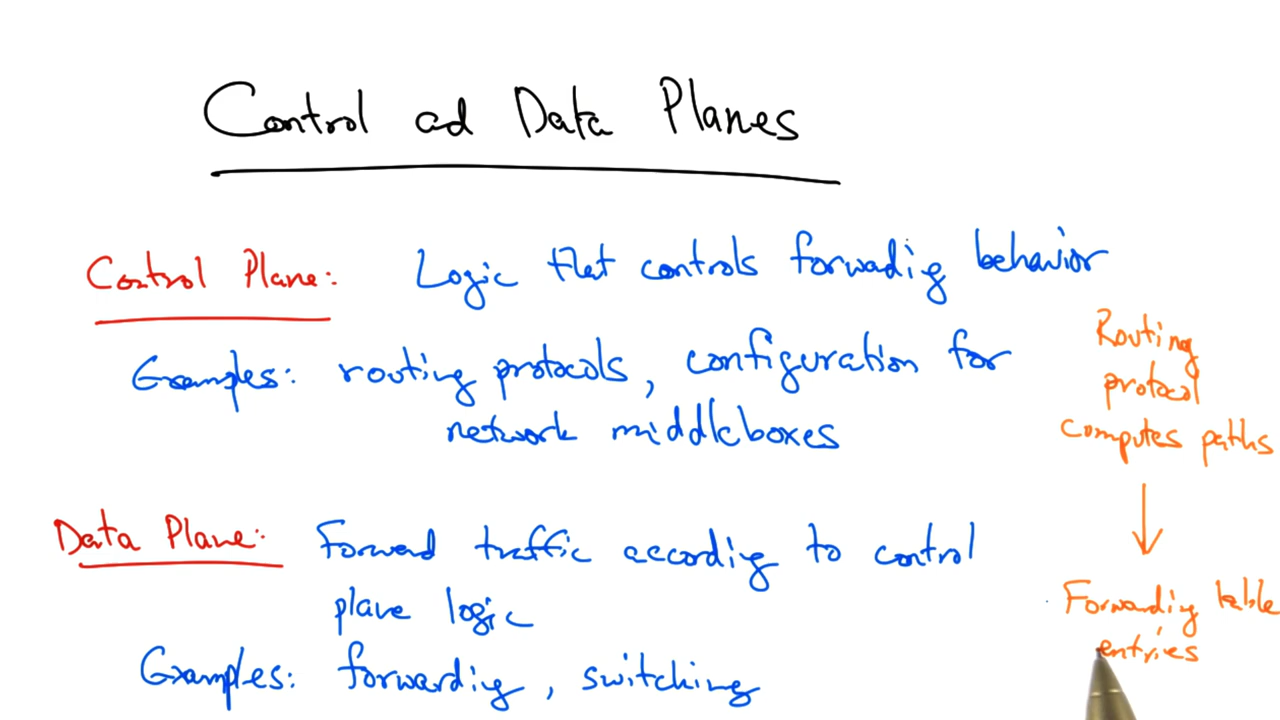 Control ad Data Planes
Control Plane: Logic that controls forwarding behavior
Examples: routing protocols, configuration for
network middleboxes
Data Plane: Forward traffic according to control
plane logic
Examples: forwarding, switching
Routing
protocol
computes paths
Forwarding table
entries